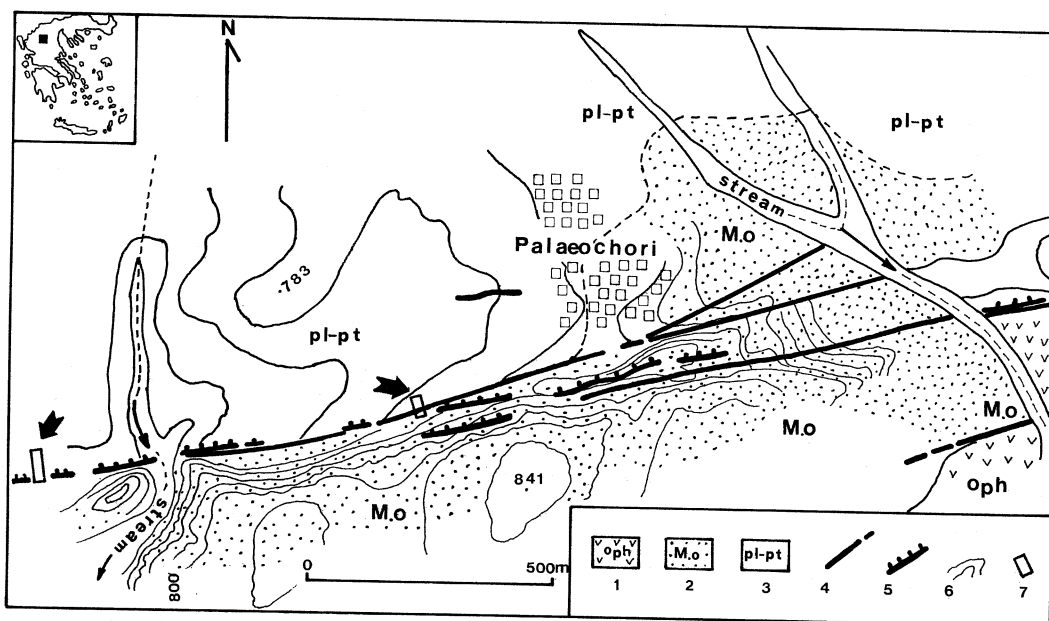 N
pl-pt
pl-pt
stream
M.o
Palaeochori
·783
pl-pt
M.o
M.o
oph
841
M.o
stream
800
0 500m
oph M.o pl-pt
1 2 3 4 5 6 7